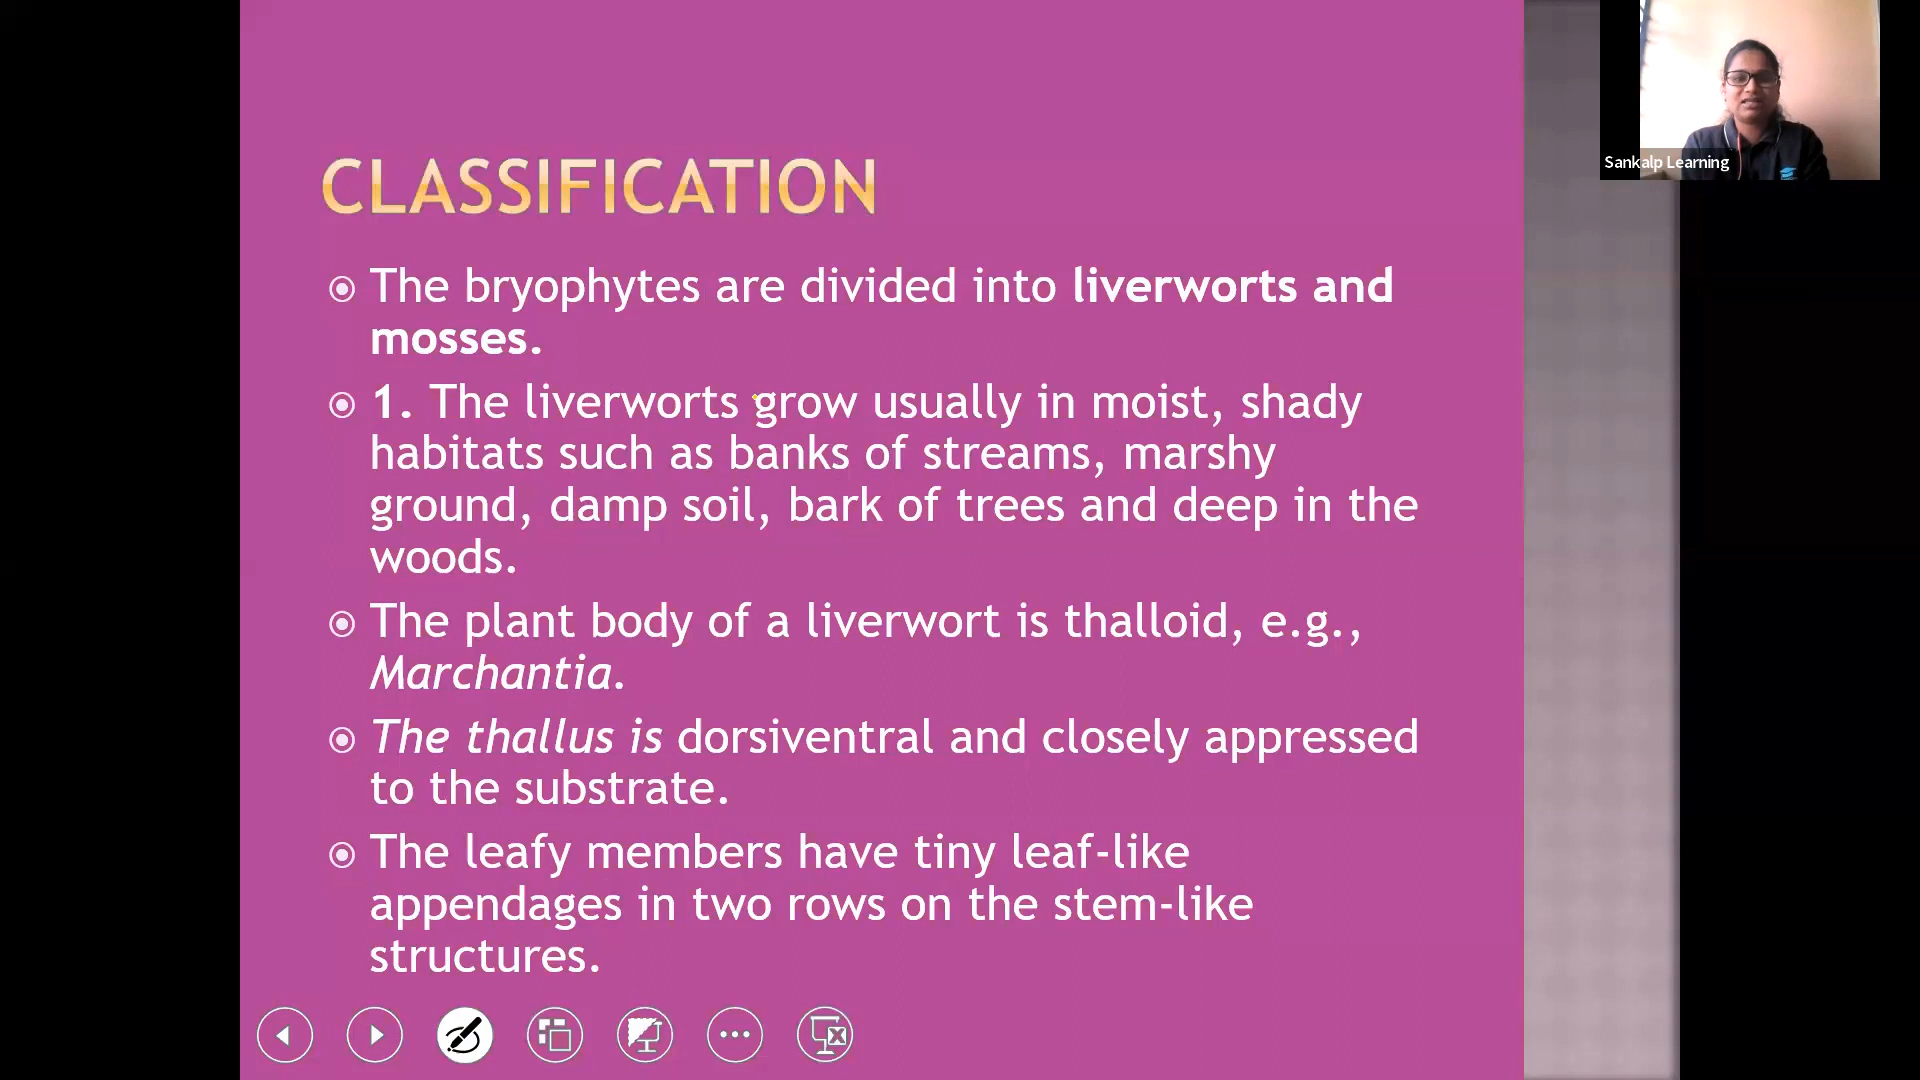 CLASSIFICATION
The bryophytes are divided into liverworts and
mosses.
1. The liverworts grow usually in moist, shady
habitats such as banks of streams, marshy
ground, damp soil, bark of trees and deep in the
woods.
The plant body of a liverwort is thalloid, e.g.,
Marchantia.
The thallus is dorsiventral and closely appressed
to the substrate.
The leafy members have tiny leaf-like
appendages in two rows on the stem-like
structures.
Sankalp Learning